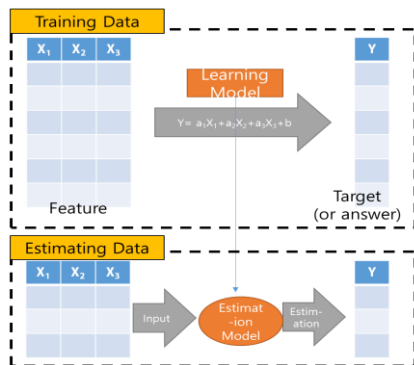 Training Data
X₁ X₂ X₃
Y
Learning
Model
Y= a₁X₁+a₂X₂+a₃X₃+b
Feature
Target
(or answer)
Estimating Data
X₁ X₂ X₃
Y
Input
Estimat
-ion
Model
Estim-
ation